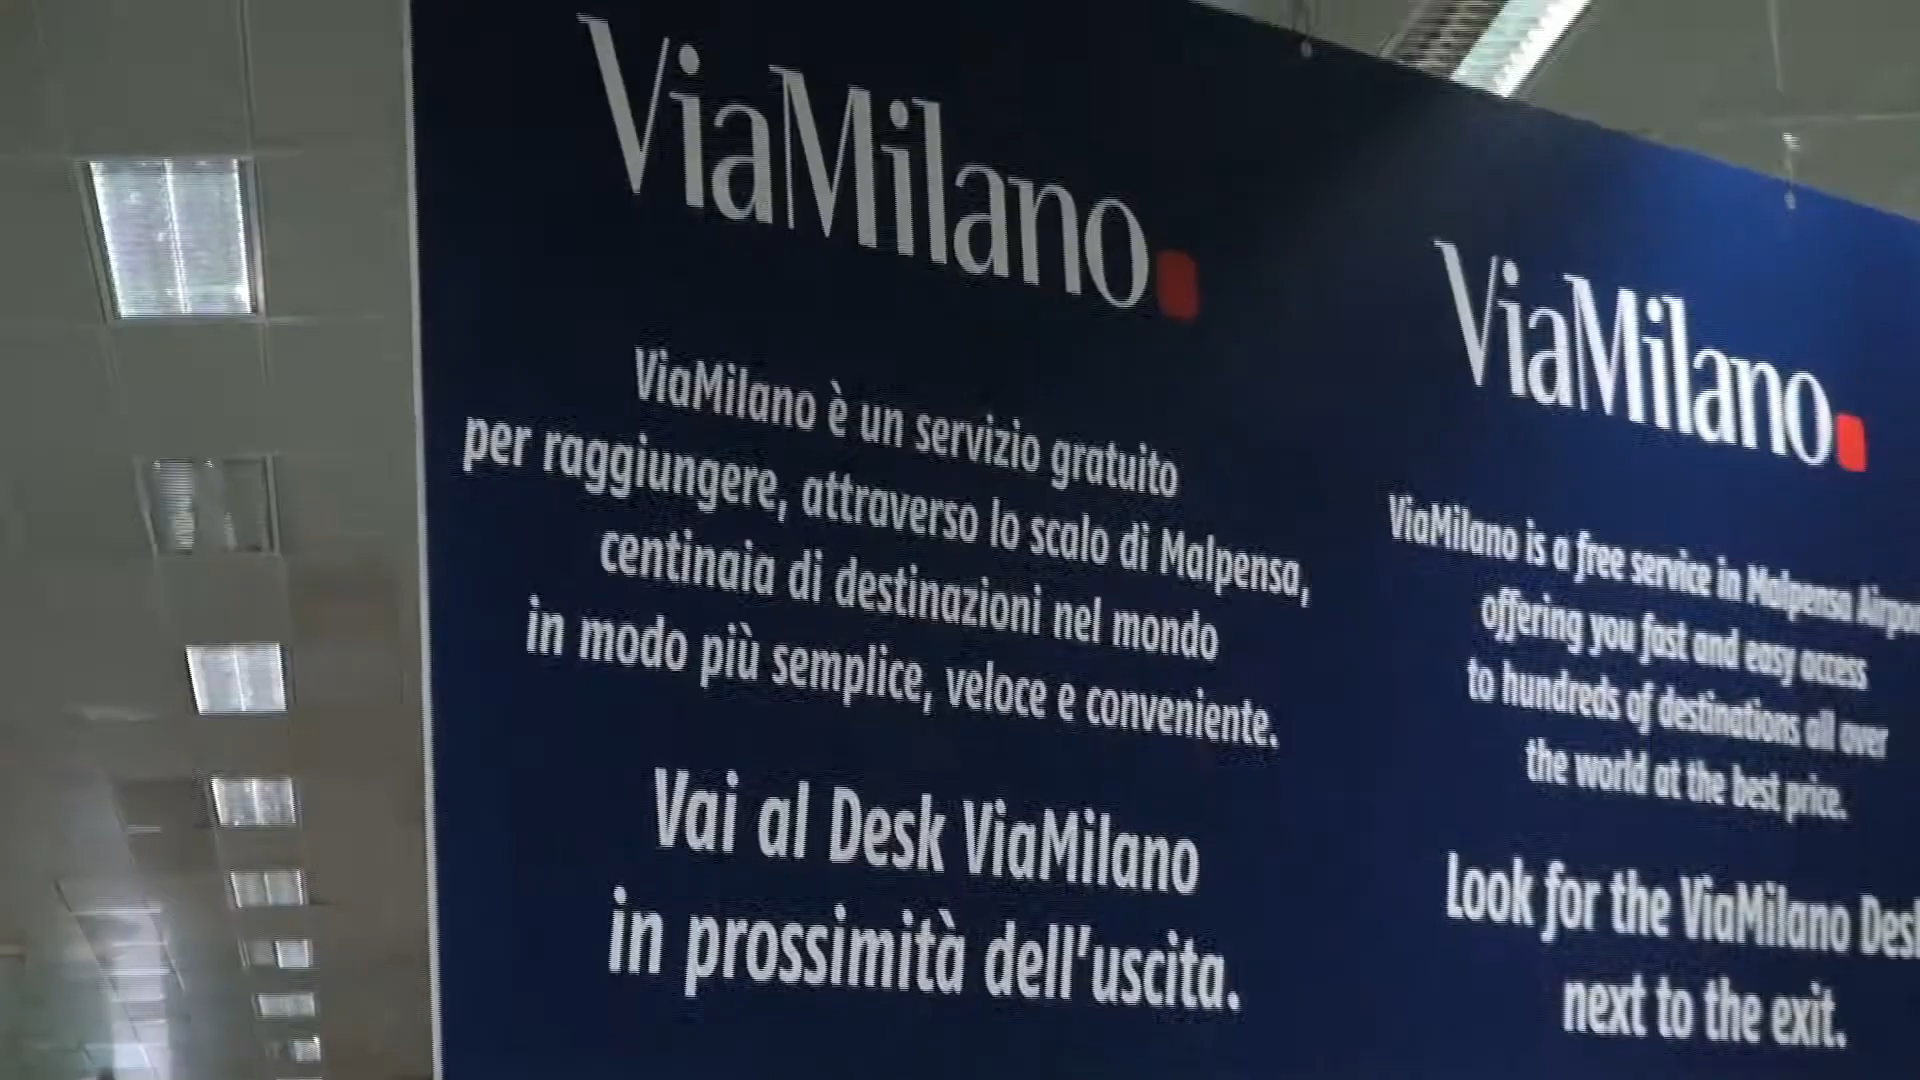 ViaMilano
ViaMilano è un servizio gratuito
per raggiungere, attraverso lo scalo di Malpensa,
centinaia di destinazioni nel mondo
in modo più semplice, veloce e conveniente.
Vai al Desk ViaMilano
in prossimità dell'uscita.
ViaMilano
ViaMilano is a free service in Malpensa
offering you fast and easy access
to hundreds of destinations all over
the world at the best price.
Look for the ViaMilano
next to the exit.